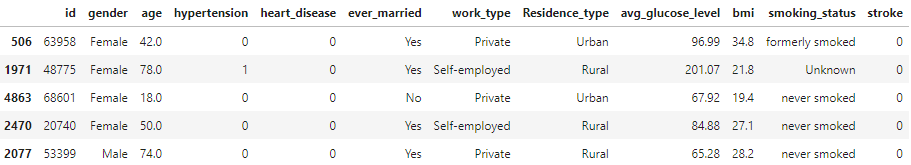 id gender age hypertension heart_disease ever_married work_type Residence_type avg_glucose_level bmi smoking_status stroke
506 63958 Female 42.0 0 0 Yes Private Urban 96.99 34.8 formerly smoked 0
1971 48775 Female 78.0 1 0 Yes Self-employed Rural 201.07 21.8 Unknown 0
4863 68601 Female 18.0 0 0 No Private Urban 67.92 19.4 never smoked 0
2470 20740 Female 50.0 0 0 Yes Self-employed Rural 84.88 27.1 never smoked 0
2077 53399 Male 74.0 0 0 Yes Private Rural 65.28 28.2 never smoked 0